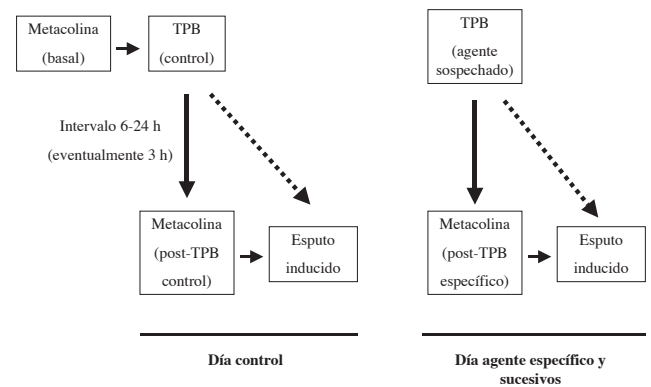 Metacolina
(basal)
TPB
(control)
Intervalo 6-24 h
(eventualmente 3 h)
Metacolina
(post-TPB
control)
Esputo
inducido
Día control
TPB
(agente
sospechado)
Metacolina
(post-TPB
específico)
Esputo
inducido
Día agente específico y
sucesivos